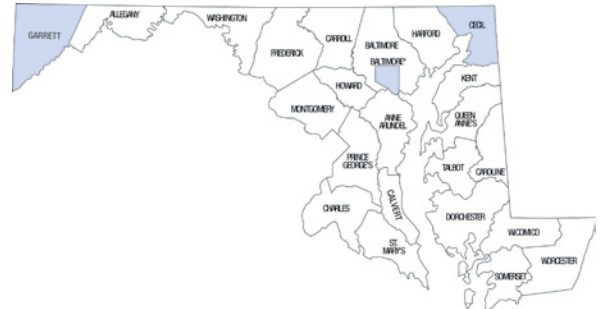 GARRETT
ALLEGANY
WASHINGTON
FREDERICK
CARROLL
BALTIMORE
BALTIMORE*
HARFORD
CECIL
KENT
HOWARD
MONTGOMERY
ANNE
ARUNDEL
QUEEN
ANNE'S
PRINCE
GEORGE'S
TALBOT
CAROLINE
CALVERT
CHARLES
ST.
MARY'S
DORCHESTER
WICOMICO
WORCESTER
SOMERSET